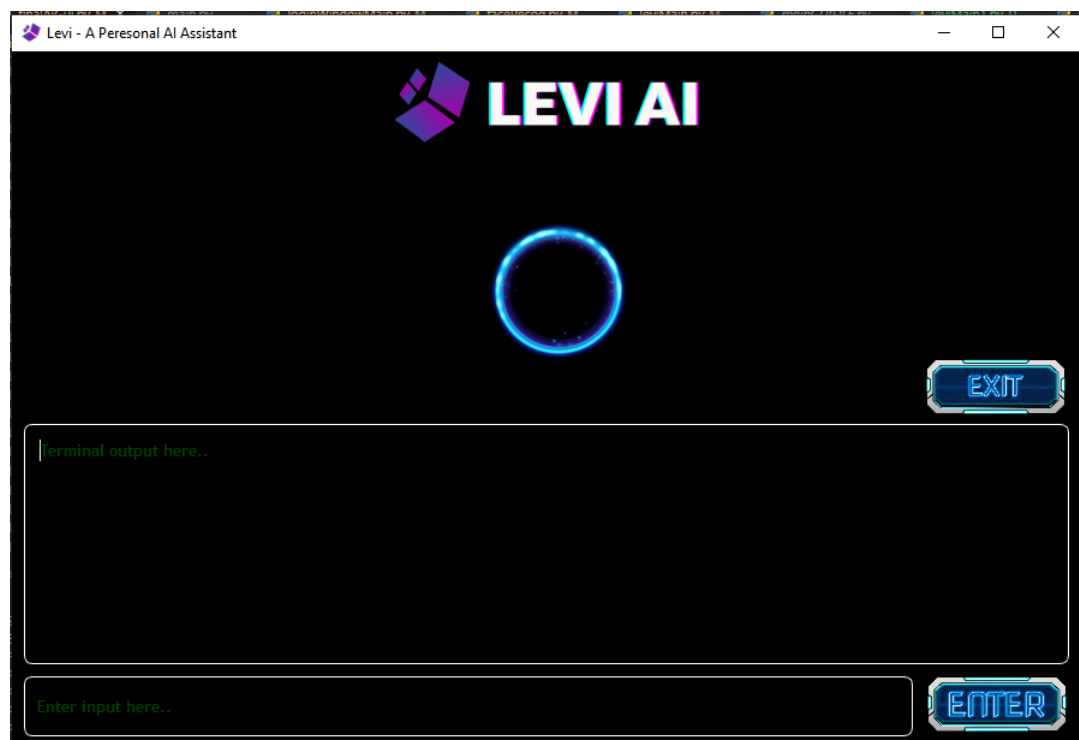 Levi - A Peresonal AI Assistant
LEVI AI
EXIT
Terminal output here..
Enter input here..
ENTER